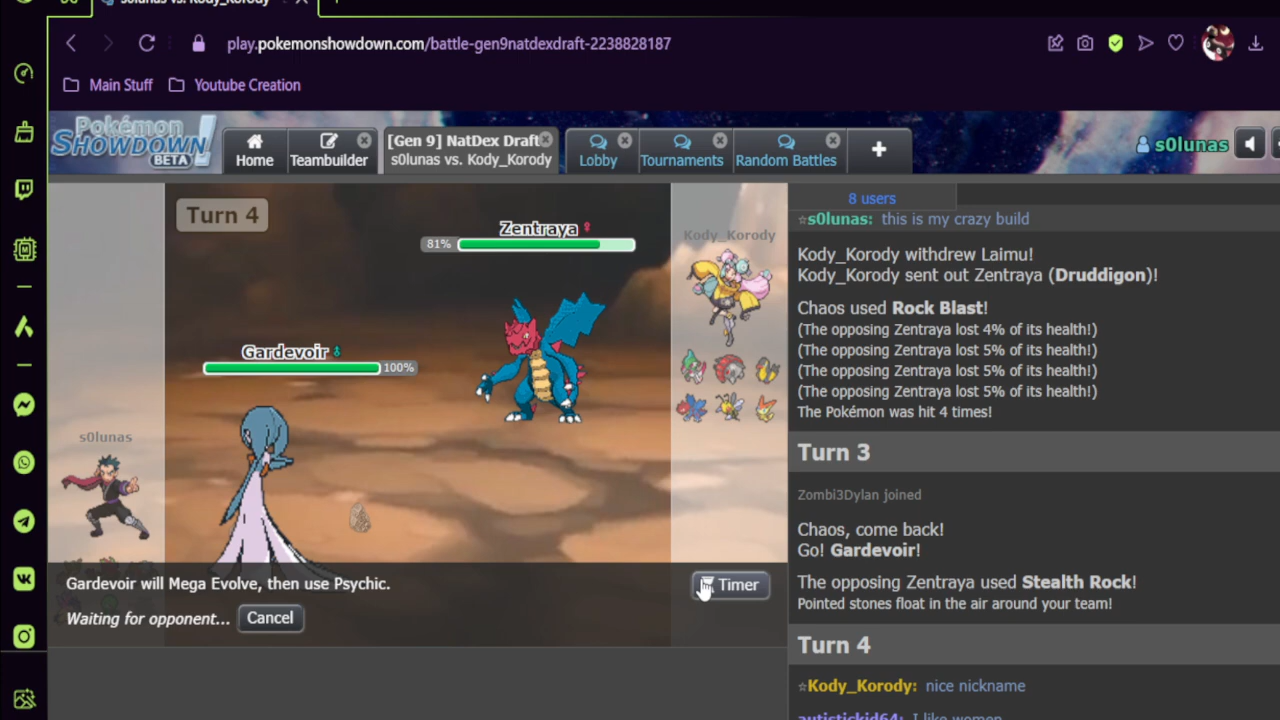 s0lunas vs. Kody_Korody
play.pokemonshowdown.com/battle-gen9natdexdraft-2238828187
Main Stuff
Youtube Creation
Pokémon
SHOWDOWN!
BETA
Home
Teambuilder
[Gen 9] NatDex Draft
s0lunas vs. Kody_Korody
Lobby
Tournaments
Random Battles
s0lunas
Turn 4
Zentraya
81%
Kody_Korody
Gardevoir
100%
s0lunas
Gardevoir will Mega Evolve, then use Psychic.
Waiting for opponent...
Cancel
Timer
8 users
☆s0lunas: this is my crazy build
Kody_Korody withdrew Laimu!
Kody_Korody sent out Zentraya (Druddigon)!
Chaos used Rock Blast!
(The opposing Zentraya lost 4% of its health!)
(The opposing Zentraya lost 5% of its health!)
(The opposing Zentraya lost 5% of its health!)
(The opposing Zentraya lost 5% of its health!)
The Pokémon was hit 4 times!
Turn 3
Zombi3Dylan joined
Chaos, come back!
Go! Gardevoir!
The opposing Zentraya used Stealth Rock!
Pointed stones float in the air around your team!
Turn 4
☆Kody_Korody: nice nickname
autistickid64: I like women